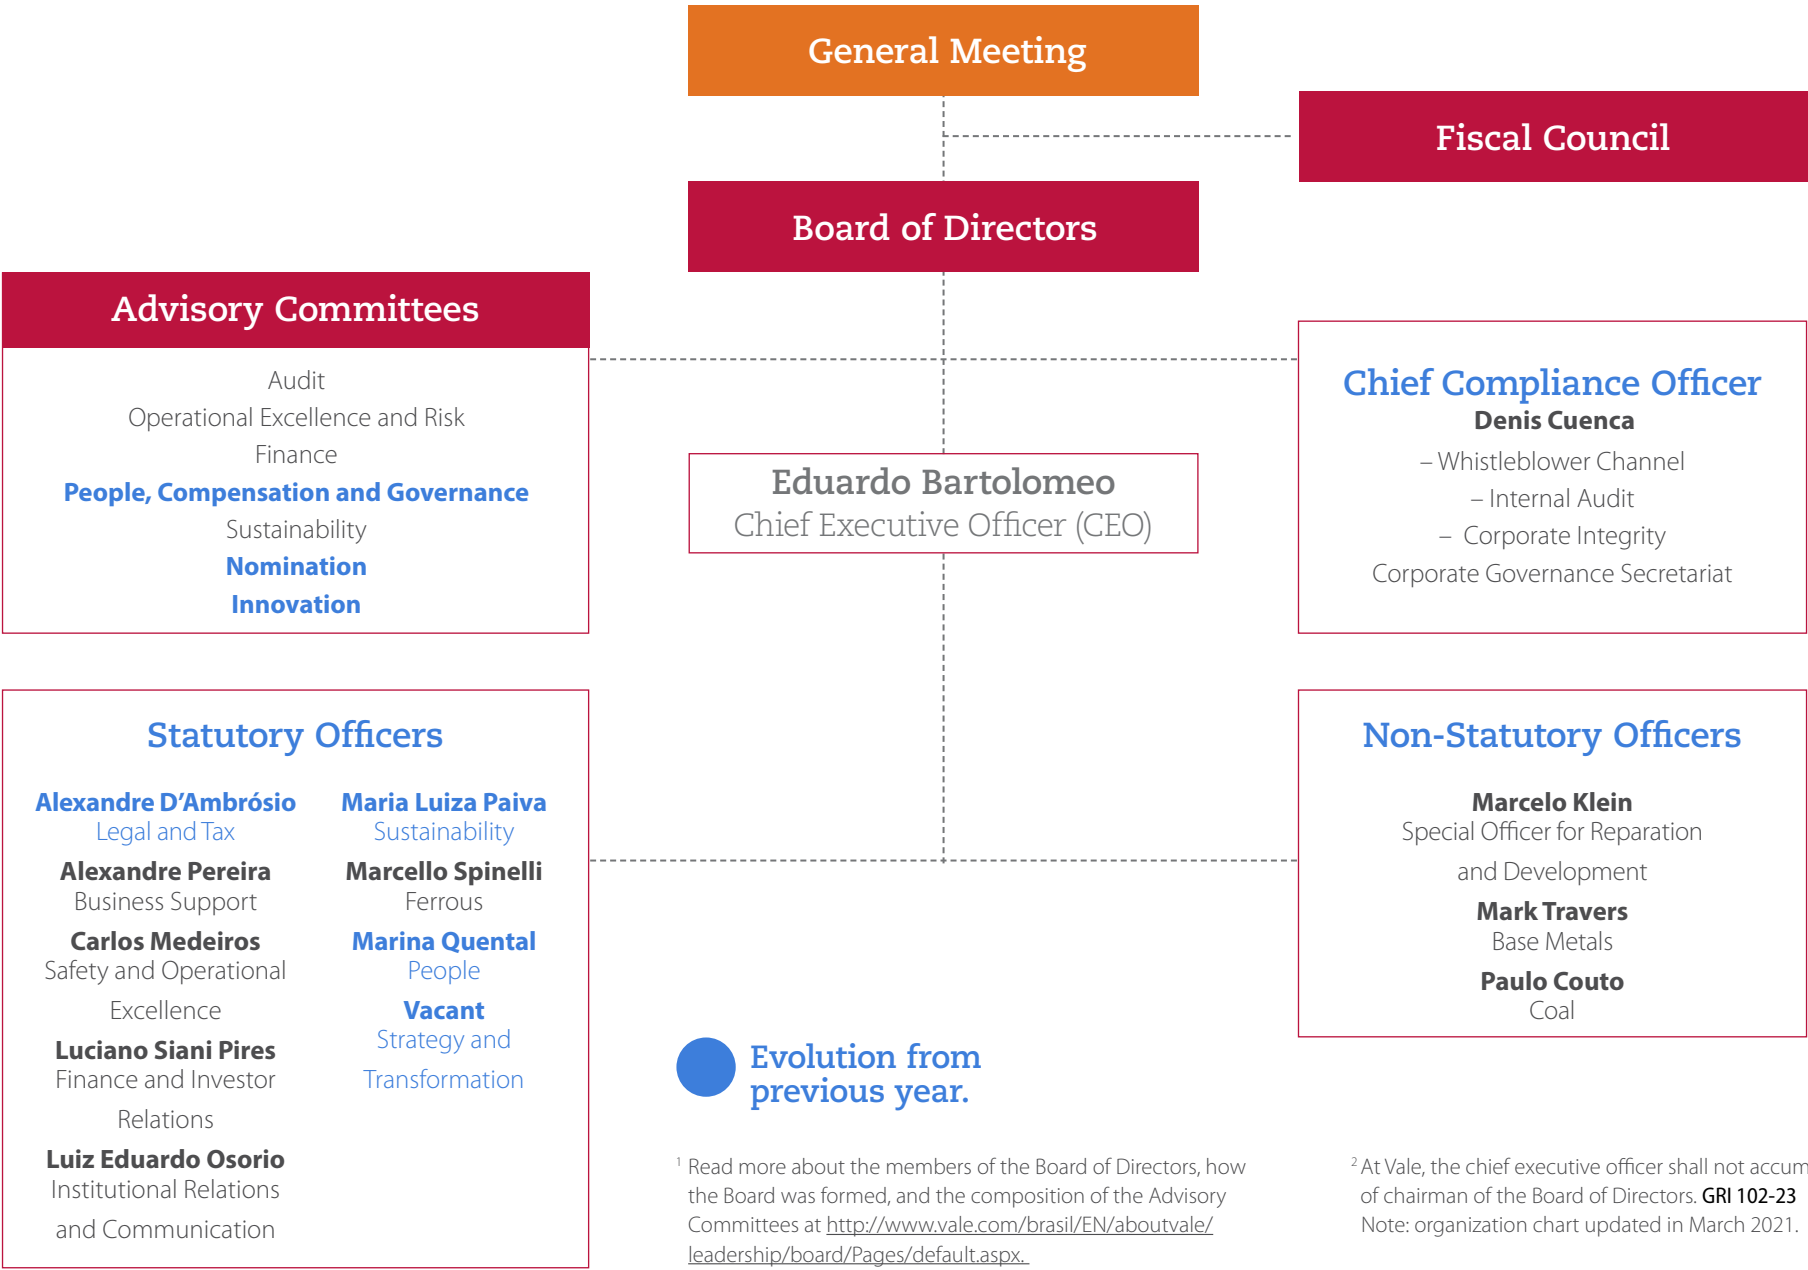 General Meeting
Fiscal Council
Board of Directors
Advisory Committees
Audit
Operational Excellence and Risk
Finance
People, Compensation and Governance
Sustainability
Nomination
Innovation
Chief Compliance Officer
Denis Cuenca
– Whistleblower Channel
– Internal Audit
– Corporate Integrity
Corporate Governance Secretariat
Eduardo Bartolomeo
Chief Executive Officer (CEO)
Statutory Officers
Alexandre D’Ambrósio
Legal and Tax
Alexandre Pereira
Business Support
Carlos Medeiros
Safety and Operational
Excellence
Luciano Siani Pires
Finance and Investor
Relations
Luiz Eduardo Osorio
Institutional Relations
and Communication
Maria Luiza Paiva
Sustainability
Marcello Spinelli
Ferrous
Marina Quental
People
Vacant
Strategy and
Transformation
Non-Statutory Officers
Marcelo Klein
Special Officer for Reparation
and Development
Mark Travers
Base Metals
Paulo Couto
Coal
Evolution from
previous year.
1 Read more about the members of the Board of Directors, how
the Board was formed, and the composition of the Advisory
Committees at http://www.vale.com/brasil/EN/aboutvale/
leadership/board/Pages/default.aspx.
2 At Vale, the chief executive officer shall not
of chairman of the Board of Directors. GRI 102-23
Note: organization chart updated in March 2021.